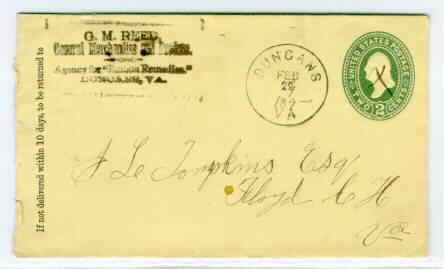 If not delivered within 10 days, to be returned to
G. M. REED,
General Merchandise and
Agency for "
DUNCANS, VA.
DUNCANS
FEB
VA
UNITED STATES POSTAGE
TWO 2 CENTS
Tompkins Esq
Floyd C H
Va